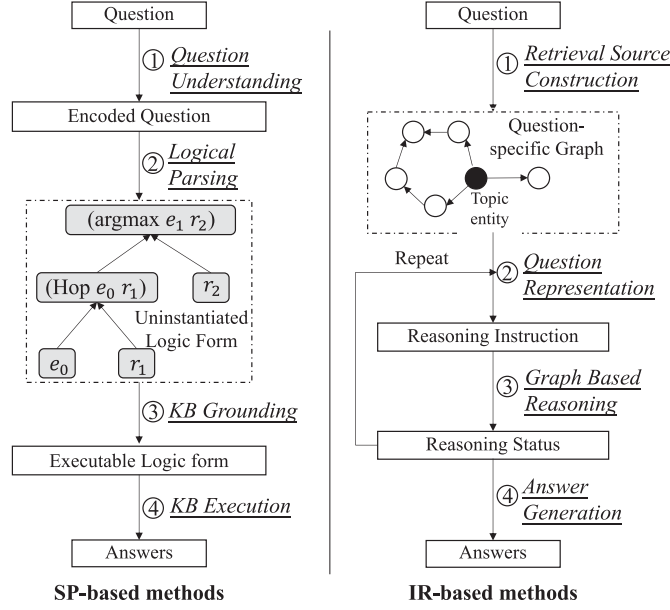 Question
① Question
Understanding
Encoded Question
② Logical
Parsing
(argmax e₁ r₂)
(Hop e₀ r₁)
r₂
Uninstantiated
Logic Form
e₀
r₁
③ KB Grounding
Executable Logic form
④ KB Execution
Answers
SP-based methods
Question
① Retrieval Source
Construction
Question-
specific Graph
Topic
entity
Repeat
② Question
Representation
Reasoning Instruction
③ Graph Based
Reasoning
Reasoning Status
④ Answer
Generation
Answers
IR-based methods